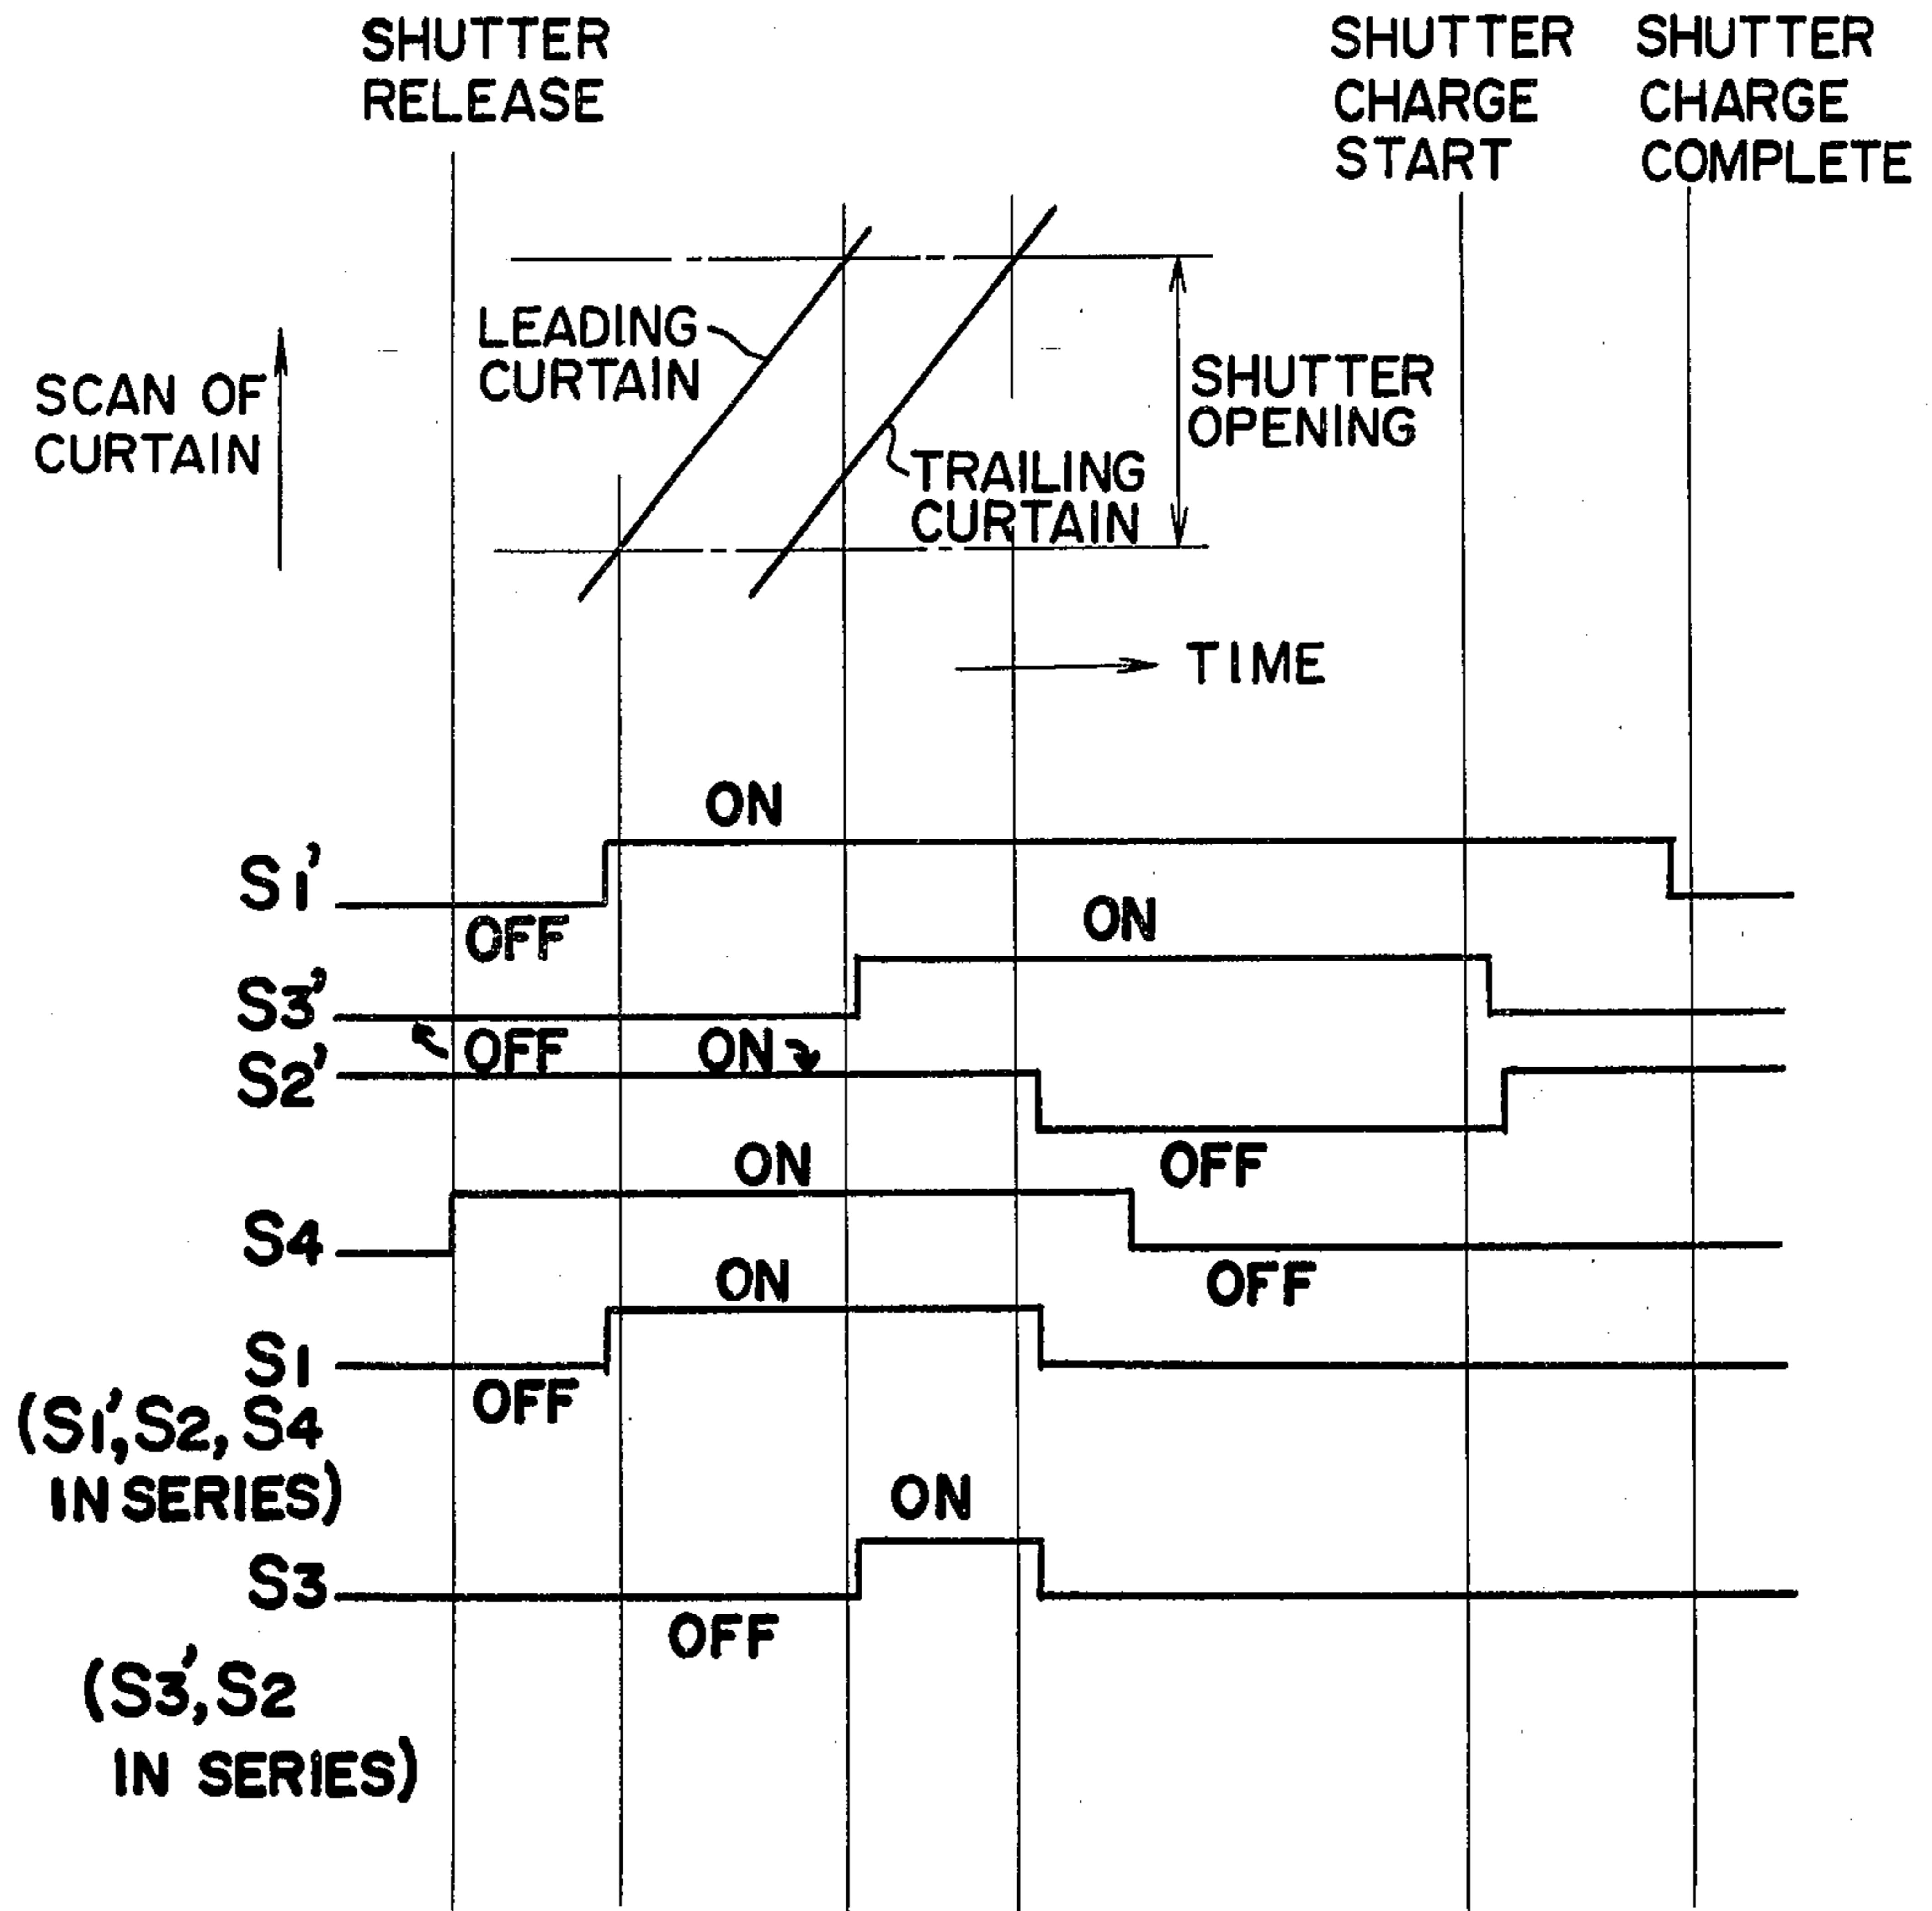 SHUTTER
RELEASE
SHUTTER
CHARGE
START
SHUTTER
CHARGE
COMPLETE
LEADING
CURTAIN
SCAN OF
CURTAIN
SHUTTER
OPENING
TRAILING
CURTAIN
TIME
ON
S1'
OFF
ON
S3'
OFF
ON
S2'
OFF
ON
S4
OFF
ON
S1
OFF
(S1', S2, S4
IN SERIES)
ON
S3
OFF
(S3', S2
IN SERIES)